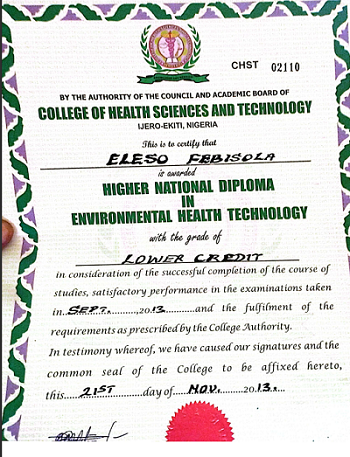 CHST 02110
BY THE AUTHORITY OF THE COUNCIL AND ACADEMIC BOARD OF
COLLEGE OF HEALTH SCIENCES AND TECHNOLOGY
IJERO-EKITI, NIGERIA
This is to certify that
ELESO FEBISOLA
is awarded
HIGHER NATIONAL DIPLOMA
IN
ENVIRONMENTAL HEALTH TECHNOLOGY
with the grade of
LOWER CREDIT
in consideration of the successful completion of the course of
studies, satisfactory performance in the examinations taken
in SEPT. 2013 and the fulfilment of the
requirements as prescribed by the College Authority.
In testimony whereof, we have caused our signatures and the
common seal of the College to be affixed hereto,
this 21ST day of NOV. 2013.